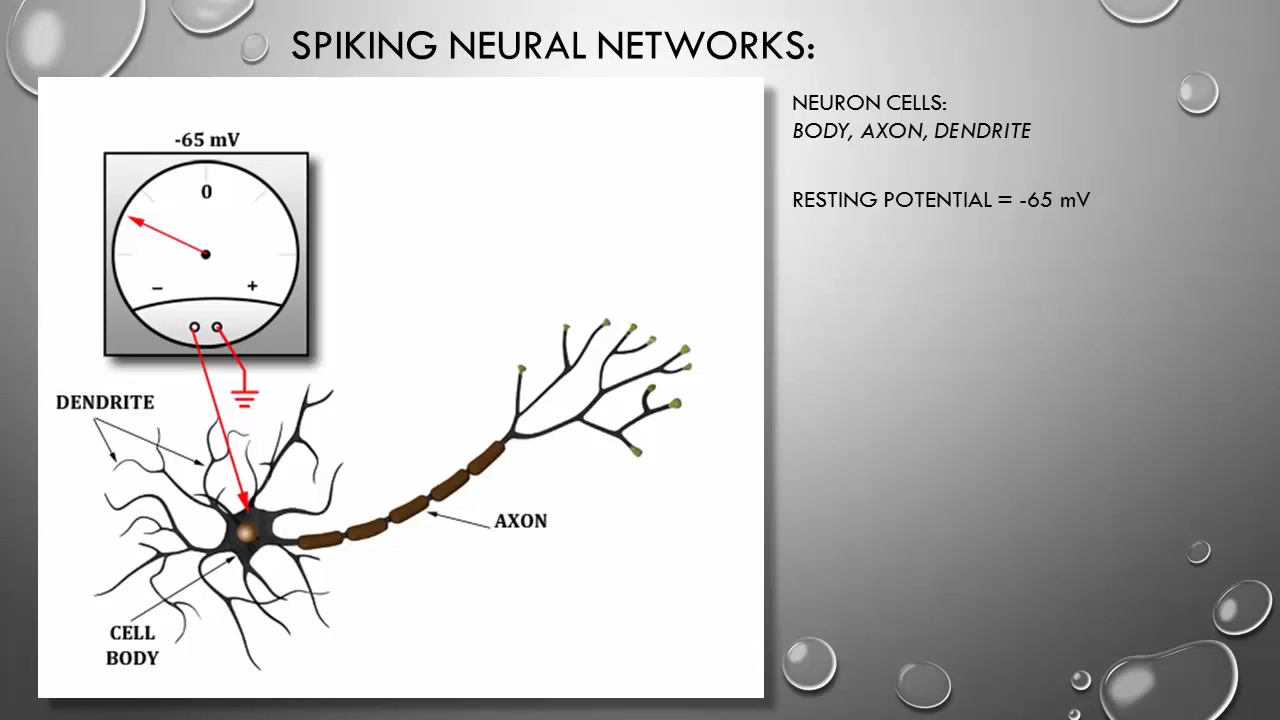 SPIKING NEURAL NETWORKS:
NEURON CELLS:
BODY, AXON, DENDRITE
RESTING POTENTIAL = -65 mV
-65 mV
0
− +
DENDRITE
AXON
CELL
BODY